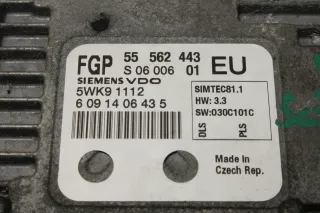 FGP 55 562 443
S 06 006 01 EU
SIEMENS VDO
5WK9 1112
6 09 14 06 43 5
SIMTEC81.1
HW: 3.3
SW:030C101C
DLS
PLS
Made in
Czech Rep.